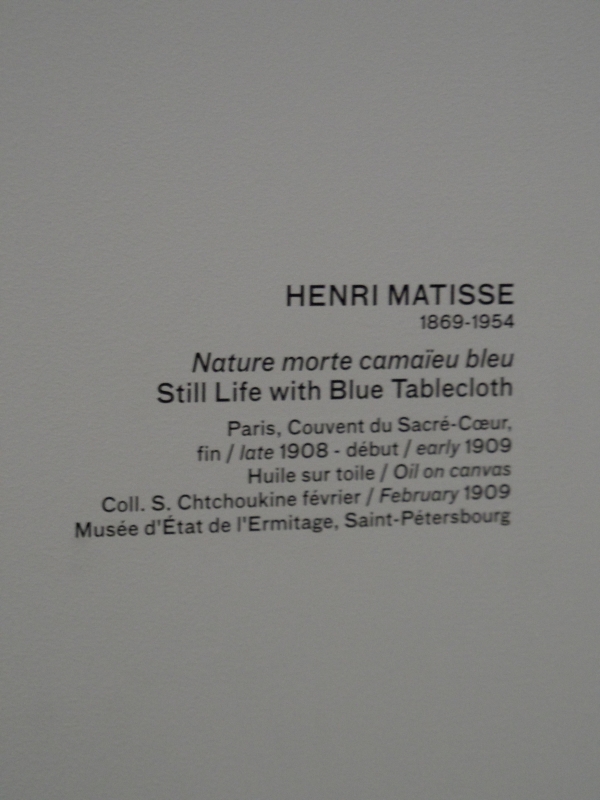 HENRI MATISSE
1869-1954
Nature morte camaïeu bleu
Still Life with Blue Tablecloth
Paris, Couvent du Sacré-Cœur,
fin / late 1908 - début / early 1909
Huile sur toile / Oil on canvas
Coll. S. Chtchoukine février / February 1909
Musée d'État de l'Ermitage, Saint-Pétersbourg